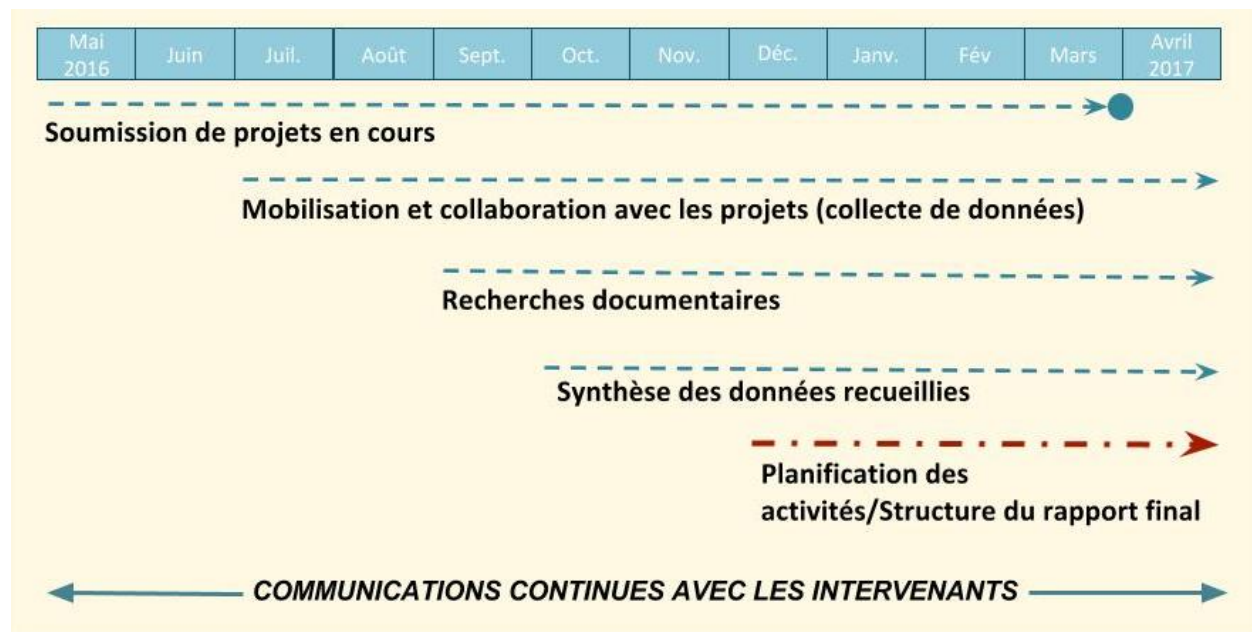 Mai 2016 Juin Juil. Août Sept. Oct. Nov. Déc. Janv. Fév Mars Avril 2017
Soumission de projets en cours
Mobilisation et collaboration avec les projets (collecte de données)
Recherches documentaires
Synthèse des données recueillies
Planification des
activités/Structure du rapport final
COMMUNICATIONS CONTINUES AVEC LES INTERVENANTS